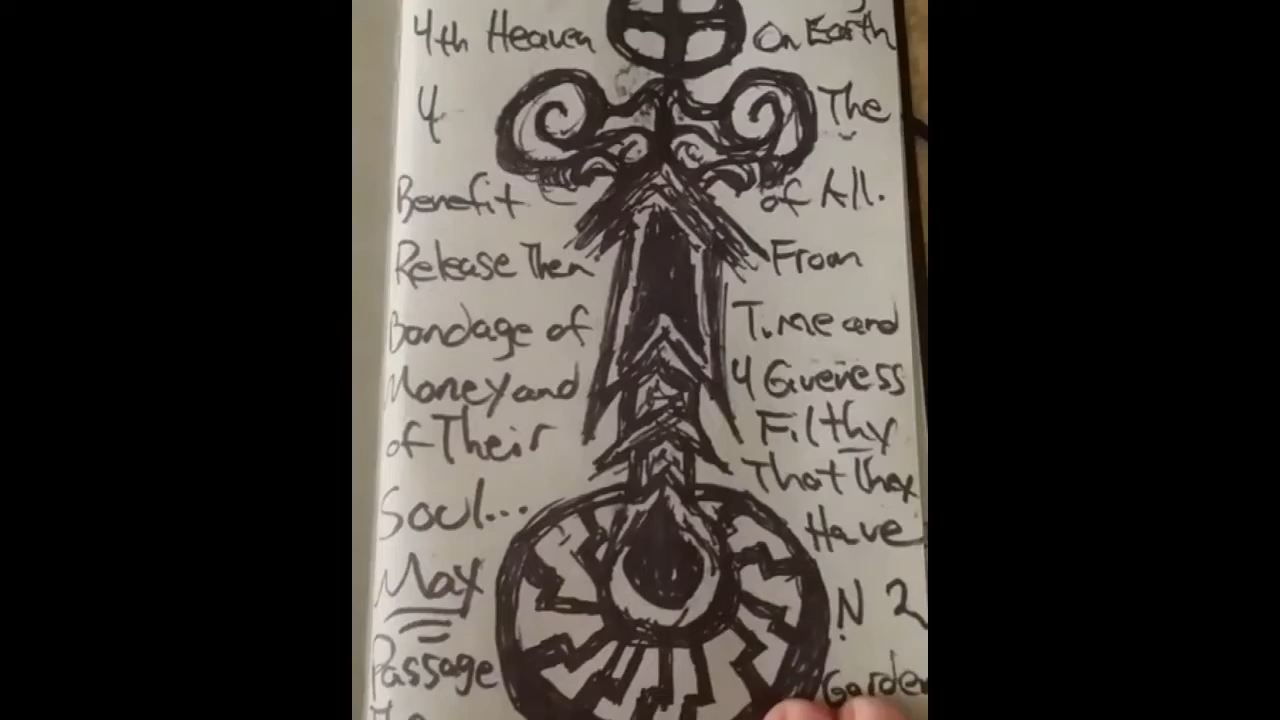 4th Heaven On Earth
4 The
Benefit of All.
Release Them From
Bondage of Time and
Money and 4 Giveness
of Their Filthy
Soul... That They
Have
May N 2
Passage Garden